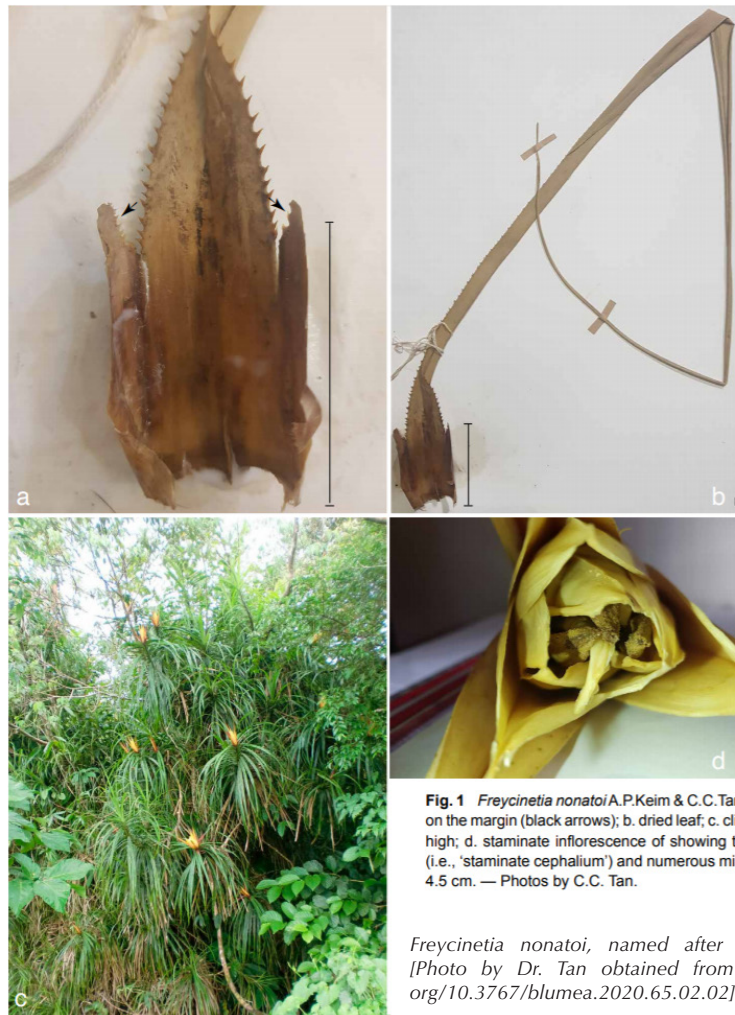 a
b
c
d
Fig. 1 Freycinetia nonatoi A.P.Keim & C.C.Tan
on the margin (black arrows); b. dried leaf; c. cli
high; d. staminate inflorescence of showing t
(i.e., ‘staminate cephalium’) and numerous mi
4.5 cm. — Photos by C.C. Tan.
Freycinetia nonatoi, named after
[Photo by Dr. Tan obtained from
org/10.3767/blumea.2020.65.02.02]